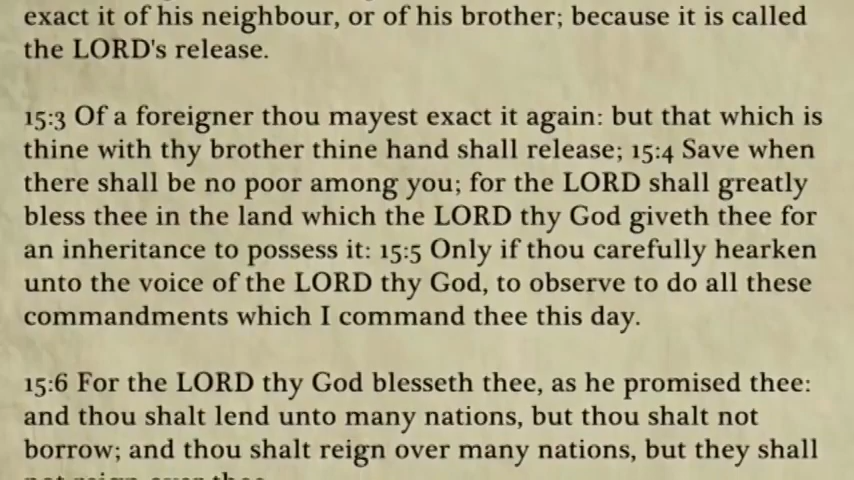 exact it of his neighbour, or of his brother; because it is called
the LORD's release.
15:3 Of a foreigner thou mayest exact it again: but that which is
thine with thy brother thine hand shall release; 15:4 Save when
there shall be no poor among you; for the LORD shall greatly
bless thee in the land which the LORD thy God giveth thee for
an inheritance to possess it: 15:5 Only if thou carefully hearken
unto the voice of the LORD thy God, to observe to do all these
commandments which I command thee this day.
15:6 For the LORD thy God blesseth thee, as he promised thee:
and thou shalt lend unto many nations, but thou shalt not
borrow; and thou shalt reign over many nations, but they shall
not reign over thee.